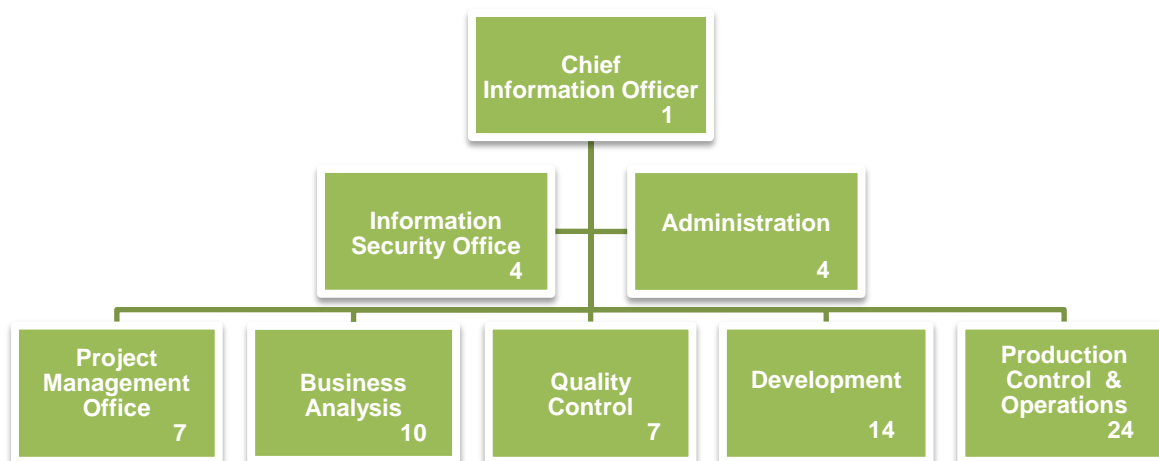 Chief
Information Officer
1
Information
Security Office
4
Administration
4
Project
Management
Office
7
Business
Analysis
10
Quality
Control
7
Development
14
Production
Control &
Operations
24